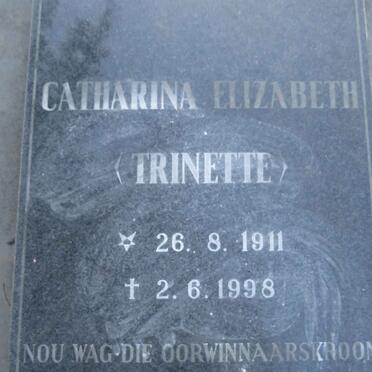 CATHARINA ELIZABETH
‹TRINETTE›
☆ 26. 8. 1911
† 2. 6. 1998
NOU WAG DIE OORWINNAARSKROON